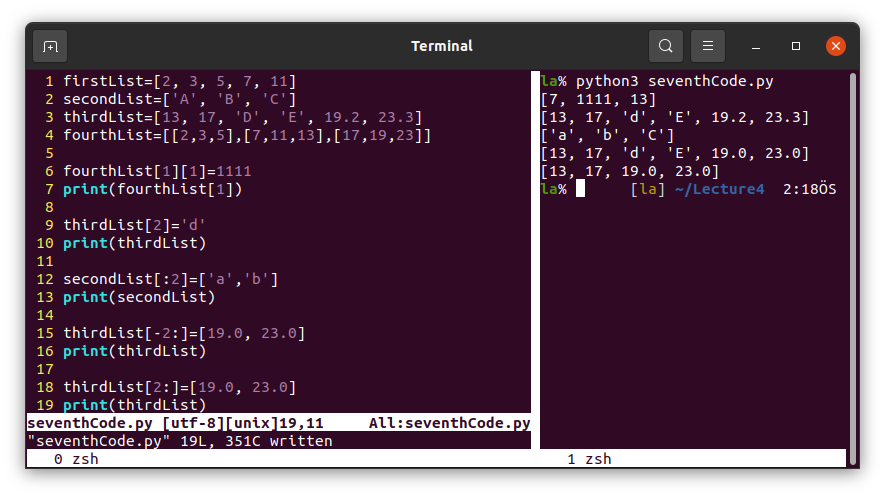 Terminal
1 firstList=[2, 3, 5, 7, 11]
2 secondList=['A', 'B', 'C']
3 thirdList=[13, 17, 'D', 'E', 19.2, 23.3]
4 fourthList=[[2,3,5],[7,11,13],[17,19,23]]
5
6 fourthList[1][1]=1111
7 print(fourthList[1])
8
9 thirdList[2]='d'
10 print(thirdList)
11
12 secondList[:2]=['a','b']
13 print(secondList)
14
15 thirdList[-2:]=[19.0, 23.0]
16 print(thirdList)
17
18 thirdList[2:]=[19.0, 23.0]
19 print(thirdList)
seventhCode.py [utf-8][unix]19,11 All:seventhCode.py
"seventhCode.py" 19L, 351C written
0 zsh
la% python3 seventhCode.py
[7, 1111, 13]
[13, 17, 'd', 'E', 19.2, 23.3]
['a', 'b', 'C']
[13, 17, 'd', 'E', 19.0, 23.0]
[13, 17, 19.0, 23.0]
la% [la] ~/Lecture4 2:18ÖS
1 zsh